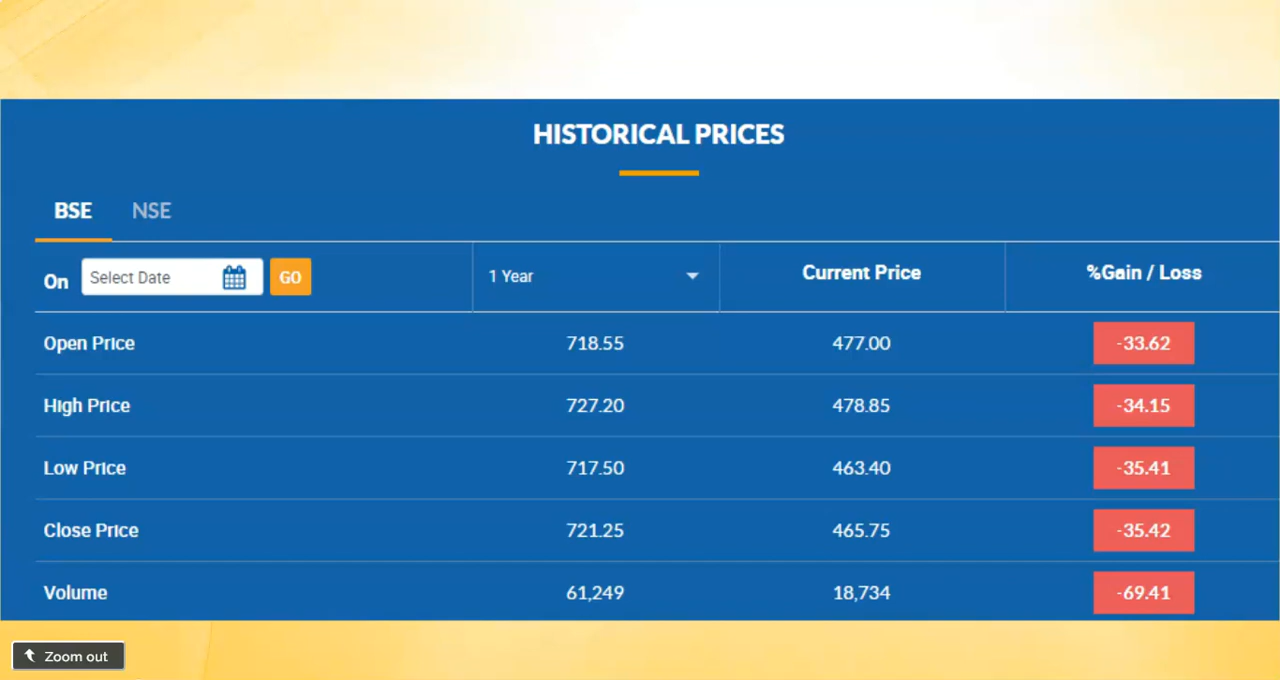 HISTORICAL PRICES
BSE NSE
On Select Date GO 1 Year Current Price %Gain / Loss
Open Price 718.55 477.00 -33.62
High Price 727.20 478.85 -34.15
Low Price 717.50 463.40 -35.41
Close Price 721.25 465.75 -35.42
Volume 61,249 18,734 -69.41
Zoom out